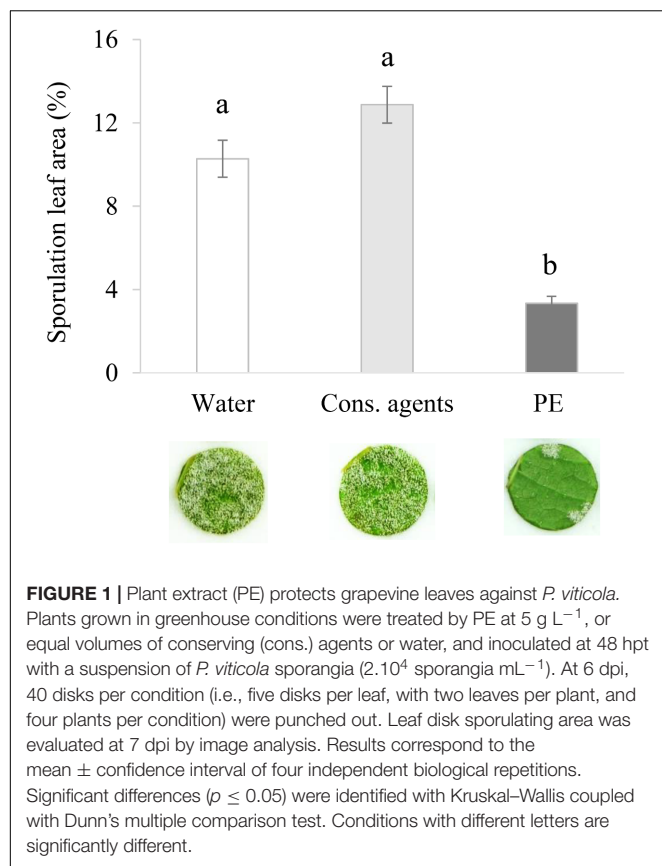 16
12
8
4
0
Sporulation leaf area (%)
a
a
b
Water Cons. agents PE
FIGURE 1 | Plant extract (PE) protects grapevine leaves against P. viticola.
Plants grown in greenhouse conditions were treated by PE at 5 g L⁻¹, or
equal volumes of conserving (cons.) agents or water, and inoculated at 48 hpt
with a suspension of P. viticola sporangia (2.10⁴ sporangia mL⁻¹). At 6 dpi,
40 disks per condition (i.e., five disks per leaf, with two leaves per plant, and
four plants per condition) were punched out. Leaf disk sporulating area was
evaluated at 7 dpi by image analysis. Results correspond to the
mean ± confidence interval of four independent biological repetitions.
Significant differences (p ≤ 0.05) were identified with Kruskal–Wallis coupled
with Dunn's multiple comparison test. Conditions with different letters are
significantly different.